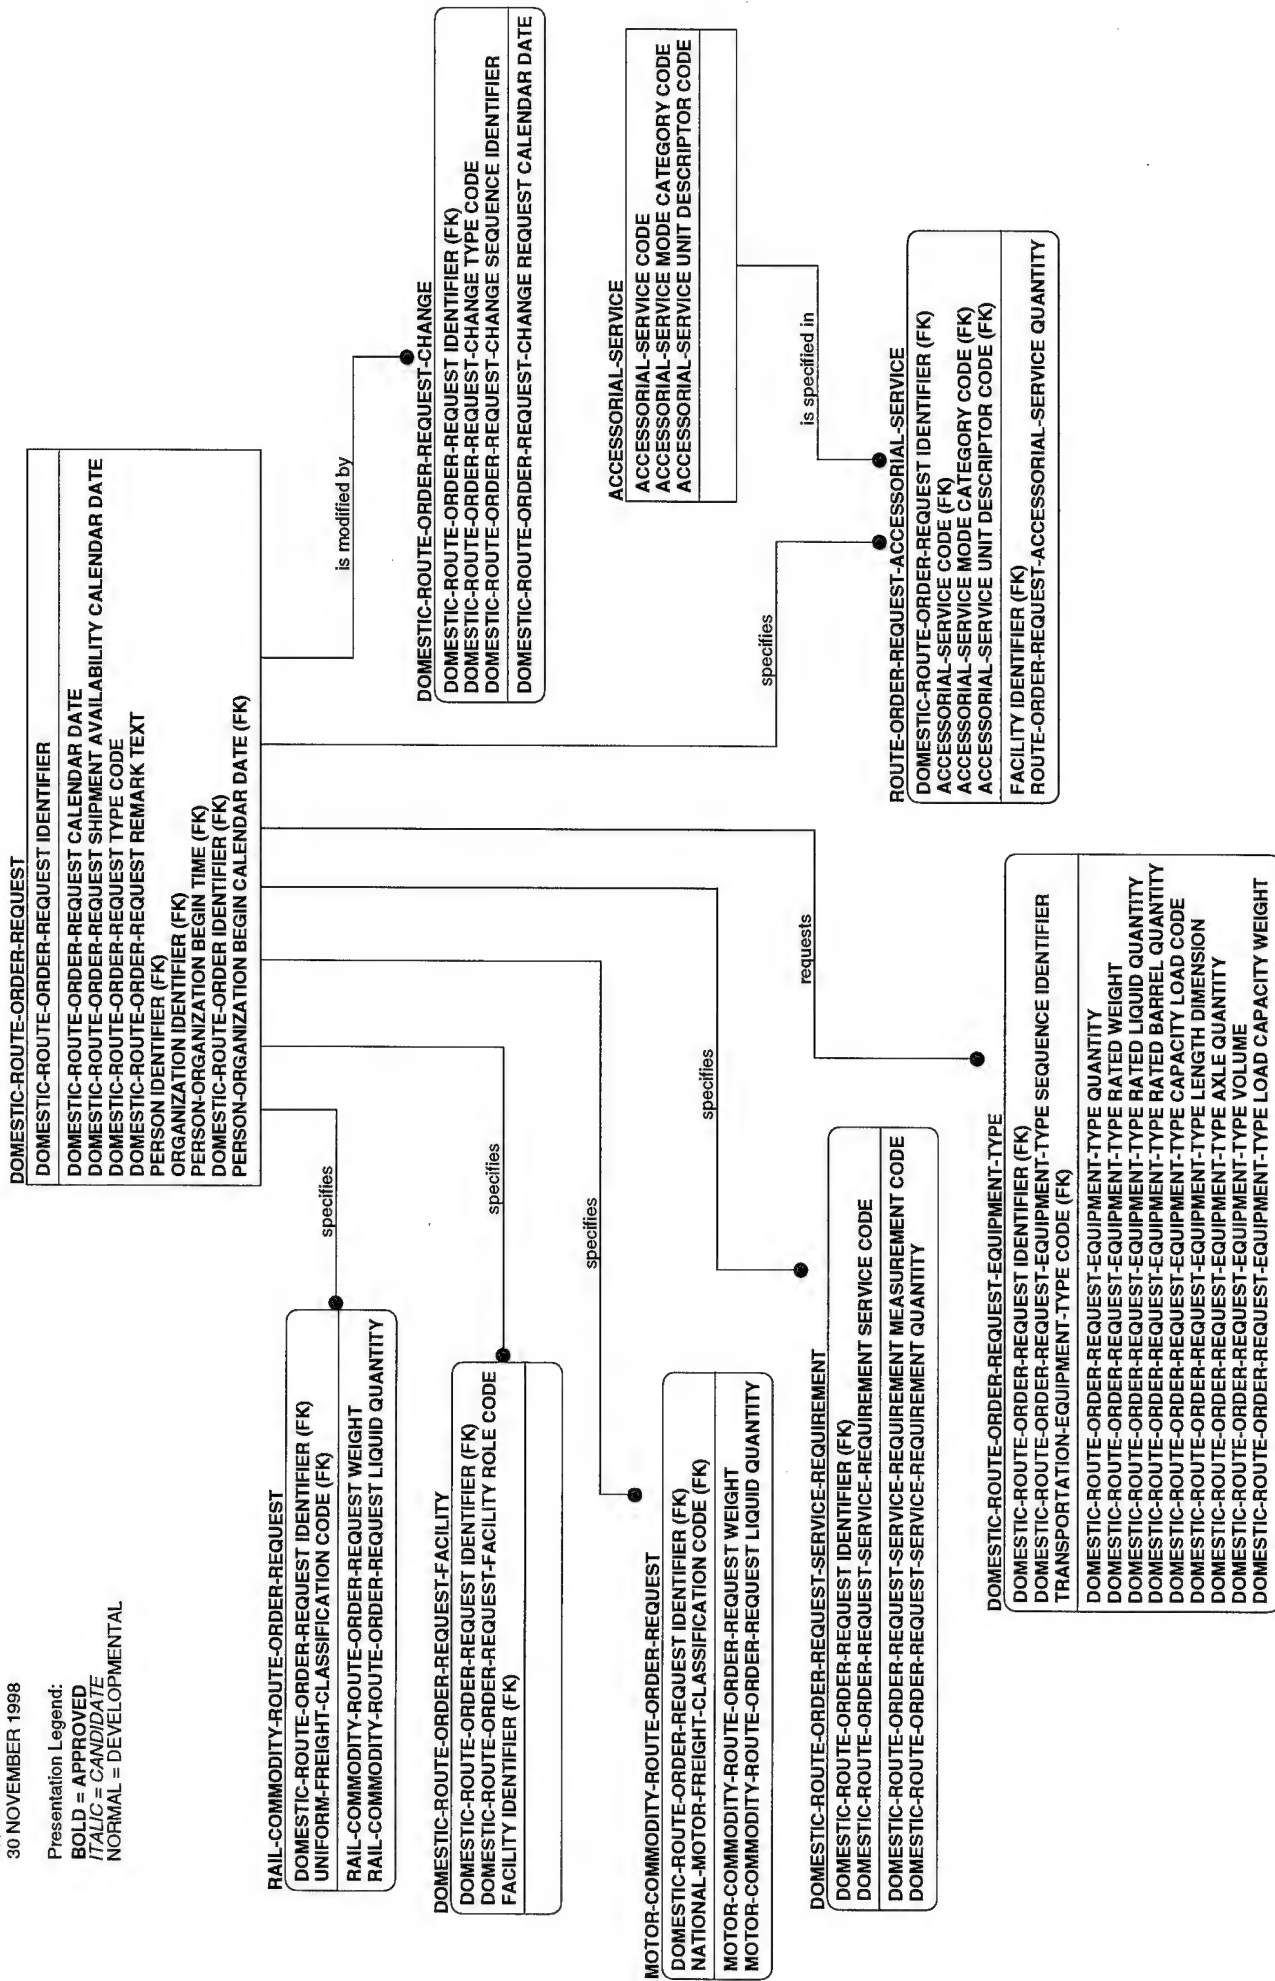 30 NOVEMBER 1998
Presentation Legend:
BOLD = APPROVED
ITALIC = CANDIDATE
NORMAL = DEVELOPMENTAL
DOMESTIC-ROUTE-ORDER-REQUEST
DOMESTIC-ROUTE-ORDER-REQUEST IDENTIFIER
DOMESTIC-ROUTE-ORDER-REQUEST CALENDAR DATE
DOMESTIC-ROUTE-ORDER-REQUEST SHIPMENT AVAILABILITY CALENDAR DATE
DOMESTIC-ROUTE-ORDER-REQUEST TYPE CODE
DOMESTIC-ROUTE-ORDER-REQUEST REMARK TEXT
PERSON IDENTIFIER (FK)
ORGANIZATION IDENTIFIER (FK)
PERSON-ORGANIZATION BEGIN TIME (FK)
DOMESTIC-ROUTE-ORDER IDENTIFIER (FK)
PERSON-ORGANIZATION BEGIN CALENDAR DATE (FK)
specifies
RAIL-COMMODITY-ROUTE-ORDER-REQUEST
DOMESTIC-ROUTE-ORDER-REQUEST IDENTIFIER (FK)
UNIFORM-FREIGHT-CLASSIFICATION CODE (FK)
RAIL-COMMODITY-ROUTE-ORDER-REQUEST WEIGHT
RAIL-COMMODITY-ROUTE-ORDER-REQUEST LIQUID QUANTITY
is modified by
DOMESTIC-ROUTE-ORDER-REQUEST-CHANGE
DOMESTIC-ROUTE-ORDER-REQUEST IDENTIFIER (FK)
DOMESTIC-ROUTE-ORDER-REQUEST-CHANGE TYPE CODE
DOMESTIC-ROUTE-ORDER-REQUEST-CHANGE SEQUENCE IDENTIFIER
DOMESTIC-ROUTE-ORDER-REQUEST-CHANGE REQUEST CALENDAR DATE
specifies
DOMESTIC-ROUTE-ORDER-REQUEST-FACILITY
DOMESTIC-ROUTE-ORDER-REQUEST IDENTIFIER (FK)
DOMESTIC-ROUTE-ORDER-REQUEST-FACILITY ROLE CODE
FACILITY IDENTIFIER (FK)
specifies
MOTOR-COMMODITY-ROUTE-ORDER-REQUEST
DOMESTIC-ROUTE-ORDER-REQUEST IDENTIFIER (FK)
NATIONAL-MOTOR-FREIGHT-CLASSIFICATION CODE (FK)
MOTOR-COMMODITY-ROUTE-ORDER-REQUEST WEIGHT
MOTOR-COMMODITY-ROUTE-ORDER-REQUEST LIQUID QUANTITY
ACCESSORIAL-SERVICE
ACCESSORIAL-SERVICE CODE
ACCESSORIAL-SERVICE MODE CATEGORY CODE
ACCESSORIAL-SERVICE UNIT DESCRIPTOR CODE
specifies
is specified in
specifies
DOMESTIC-ROUTE-ORDER-REQUEST-SERVICE-REQUIREMENT
DOMESTIC-ROUTE-ORDER-REQUEST IDENTIFIER (FK)
DOMESTIC-ROUTE-ORDER-REQUEST-SERVICE-REQUIREMENT SERVICE CODE
DOMESTIC-ROUTE-ORDER-REQUEST-SERVICE-REQUIREMENT MEASUREMENT CODE
DOMESTIC-ROUTE-ORDER-REQUEST-SERVICE-REQUIREMENT QUANTITY
requests
ROUTE-ORDER-REQUEST-ACCESSORIAL-SERVICE
DOMESTIC-ROUTE-ORDER-REQUEST IDENTIFIER (FK)
ACCESSORIAL-SERVICE CODE (FK)
ACCESSORIAL-SERVICE MODE CATEGORY CODE (FK)
ACCESSORIAL-SERVICE UNIT DESCRIPTOR CODE (FK)
FACILITY IDENTIFIER (FK)
ROUTE-ORDER-REQUEST-ACCESSORIAL-SERVICE QUANTITY
DOMESTIC-ROUTE-ORDER-REQUEST-EQUIPMENT-TYPE
DOMESTIC-ROUTE-ORDER-REQUEST IDENTIFIER (FK)
DOMESTIC-ROUTE-ORDER-REQUEST-EQUIPMENT-TYPE SEQUENCE IDENTIFIER
TRANSPORTATION-EQUIPMENT-TYPE CODE (FK)
DOMESTIC-ROUTE-ORDER-REQUEST-EQUIPMENT-TYPE QUANTITY
DOMESTIC-ROUTE-ORDER-REQUEST-EQUIPMENT-TYPE RATED WEIGHT
DOMESTIC-ROUTE-ORDER-REQUEST-EQUIPMENT-TYPE RATED LIQUID QUANTITY
DOMESTIC-ROUTE-ORDER-REQUEST-EQUIPMENT-TYPE RATED BARREL QUANTITY
DOMESTIC-ROUTE-ORDER-REQUEST-EQUIPMENT-TYPE CAPACITY LOAD CODE
DOMESTIC-ROUTE-ORDER-REQUEST-EQUIPMENT-TYPE LENGTH DIMENSION
DOMESTIC-ROUTE-ORDER-REQUEST-EQUIPMENT-TYPE AXLE QUANTITY
DOMESTIC-ROUTE-ORDER-REQUEST-EQUIPMENT-TYPE VOLUME
DOMESTIC-ROUTE-ORDER-REQUEST-EQUIPMENT-TYPE LOAD CAPACITY WEIGHT